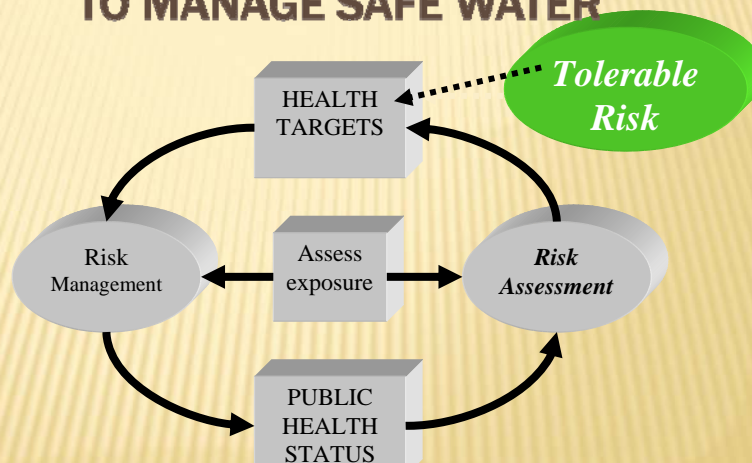 TO MANAGE SAFE WATER
Tolerable
Risk
HEALTH
TARGETS
Risk
Management
Assess
exposure
Risk
Assessment
PUBLIC
HEALTH
STATUS